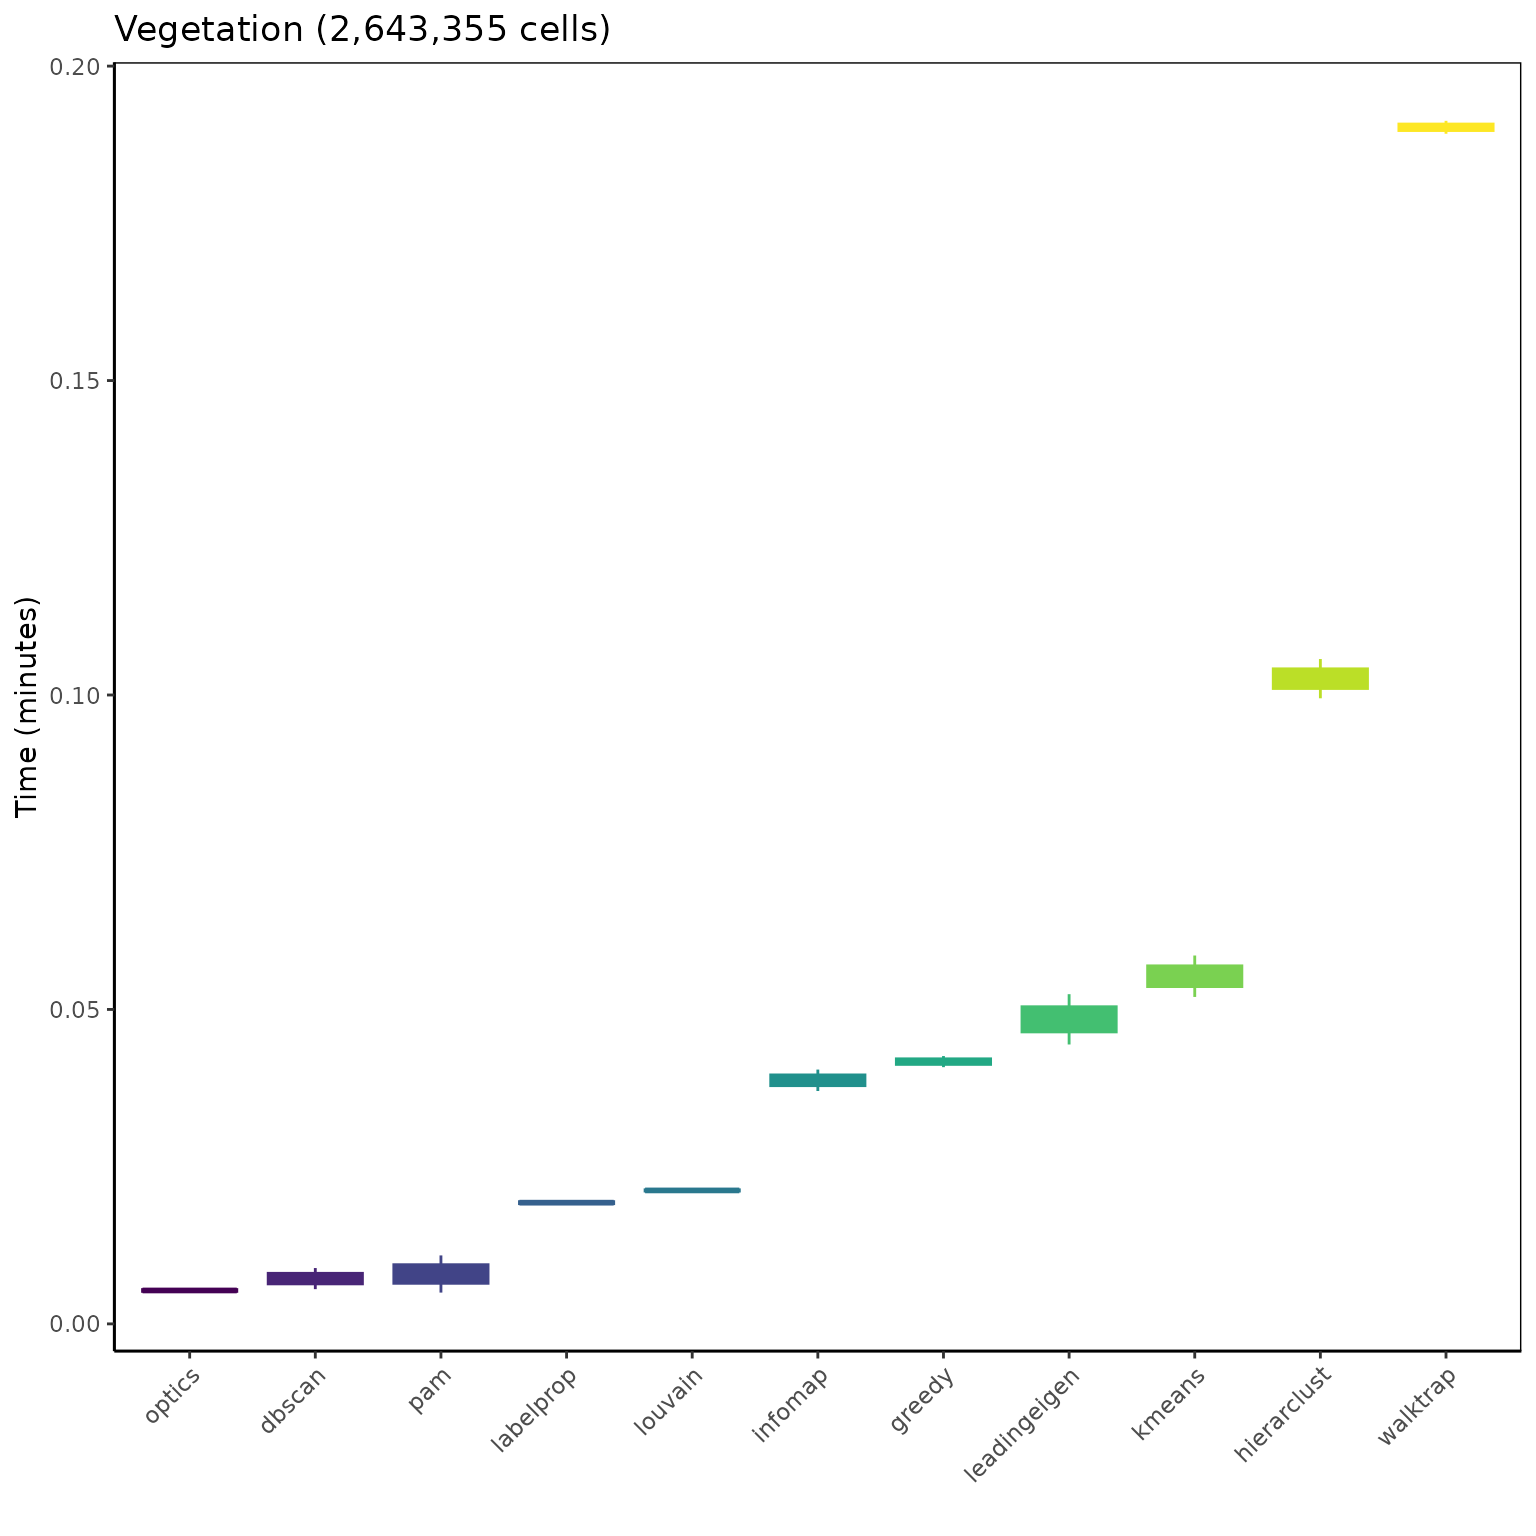 Vegetation (2,643,355 cells)
0.20
0.15
0.10
0.05
0.00
Time (minutes)
optics
dbscan
pam
labelprop
louvain
infomap
greedy
leadingeigen
kmeans
hierarclust
walktrap